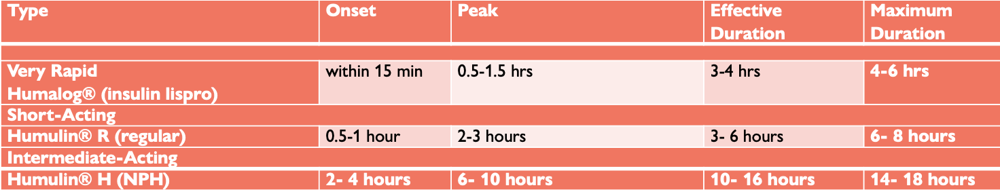 Type Onset Peak Effective Duration Maximum Duration
Very Rapid
Humalog® (insulin lispro) within 15 min 0.5-1.5 hrs 3-4 hrs 4-6 hrs
Short-Acting
Humulin® R (regular) 0.5-1 hour 2-3 hours 3- 6 hours 6- 8 hours
Intermediate-Acting
Humulin® H (NPH) 2- 4 hours 6- 10 hours 10- 16 hours 14- 18 hours